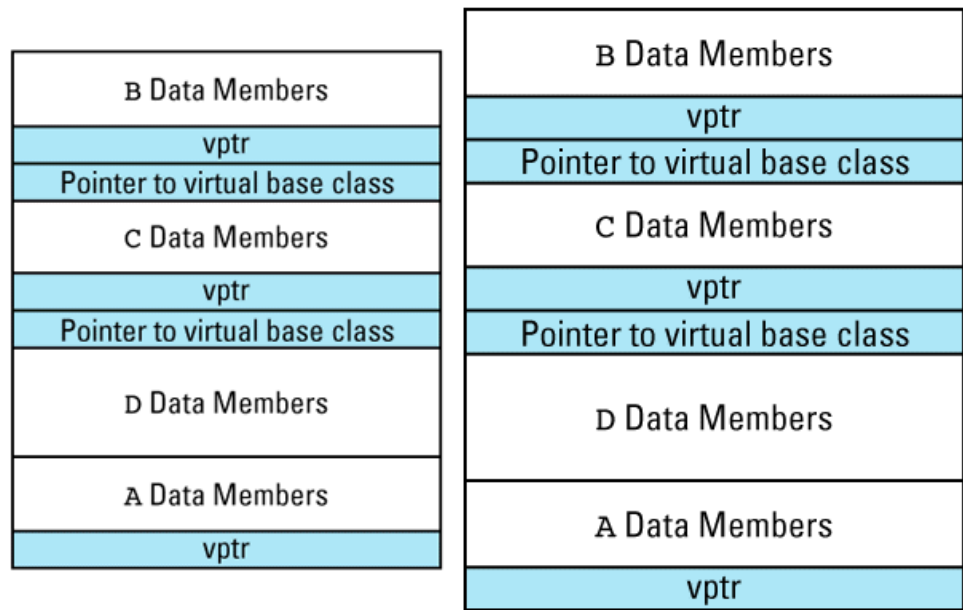 B Data Members
vptr
Pointer to virtual base class
C Data Members
vptr
Pointer to virtual base class
D Data Members
A Data Members
vptr
B Data Members
vptr
Pointer to virtual base class
C Data Members
vptr
Pointer to virtual base class
D Data Members
A Data Members
vptr